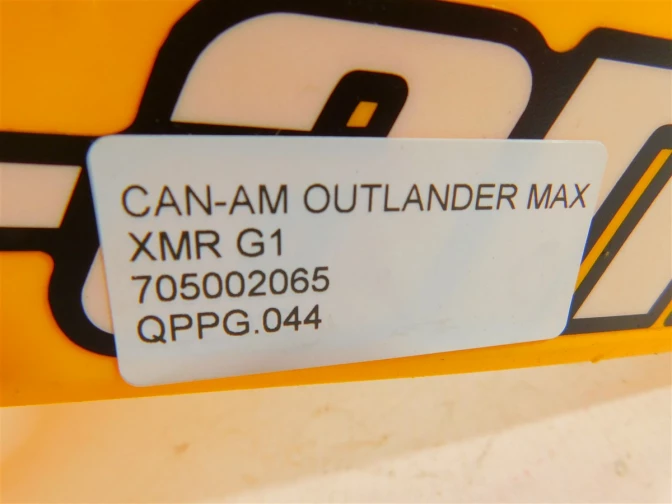 CAN-AM OUTLANDER MAX
XMR G1
705002065
QPPG.044